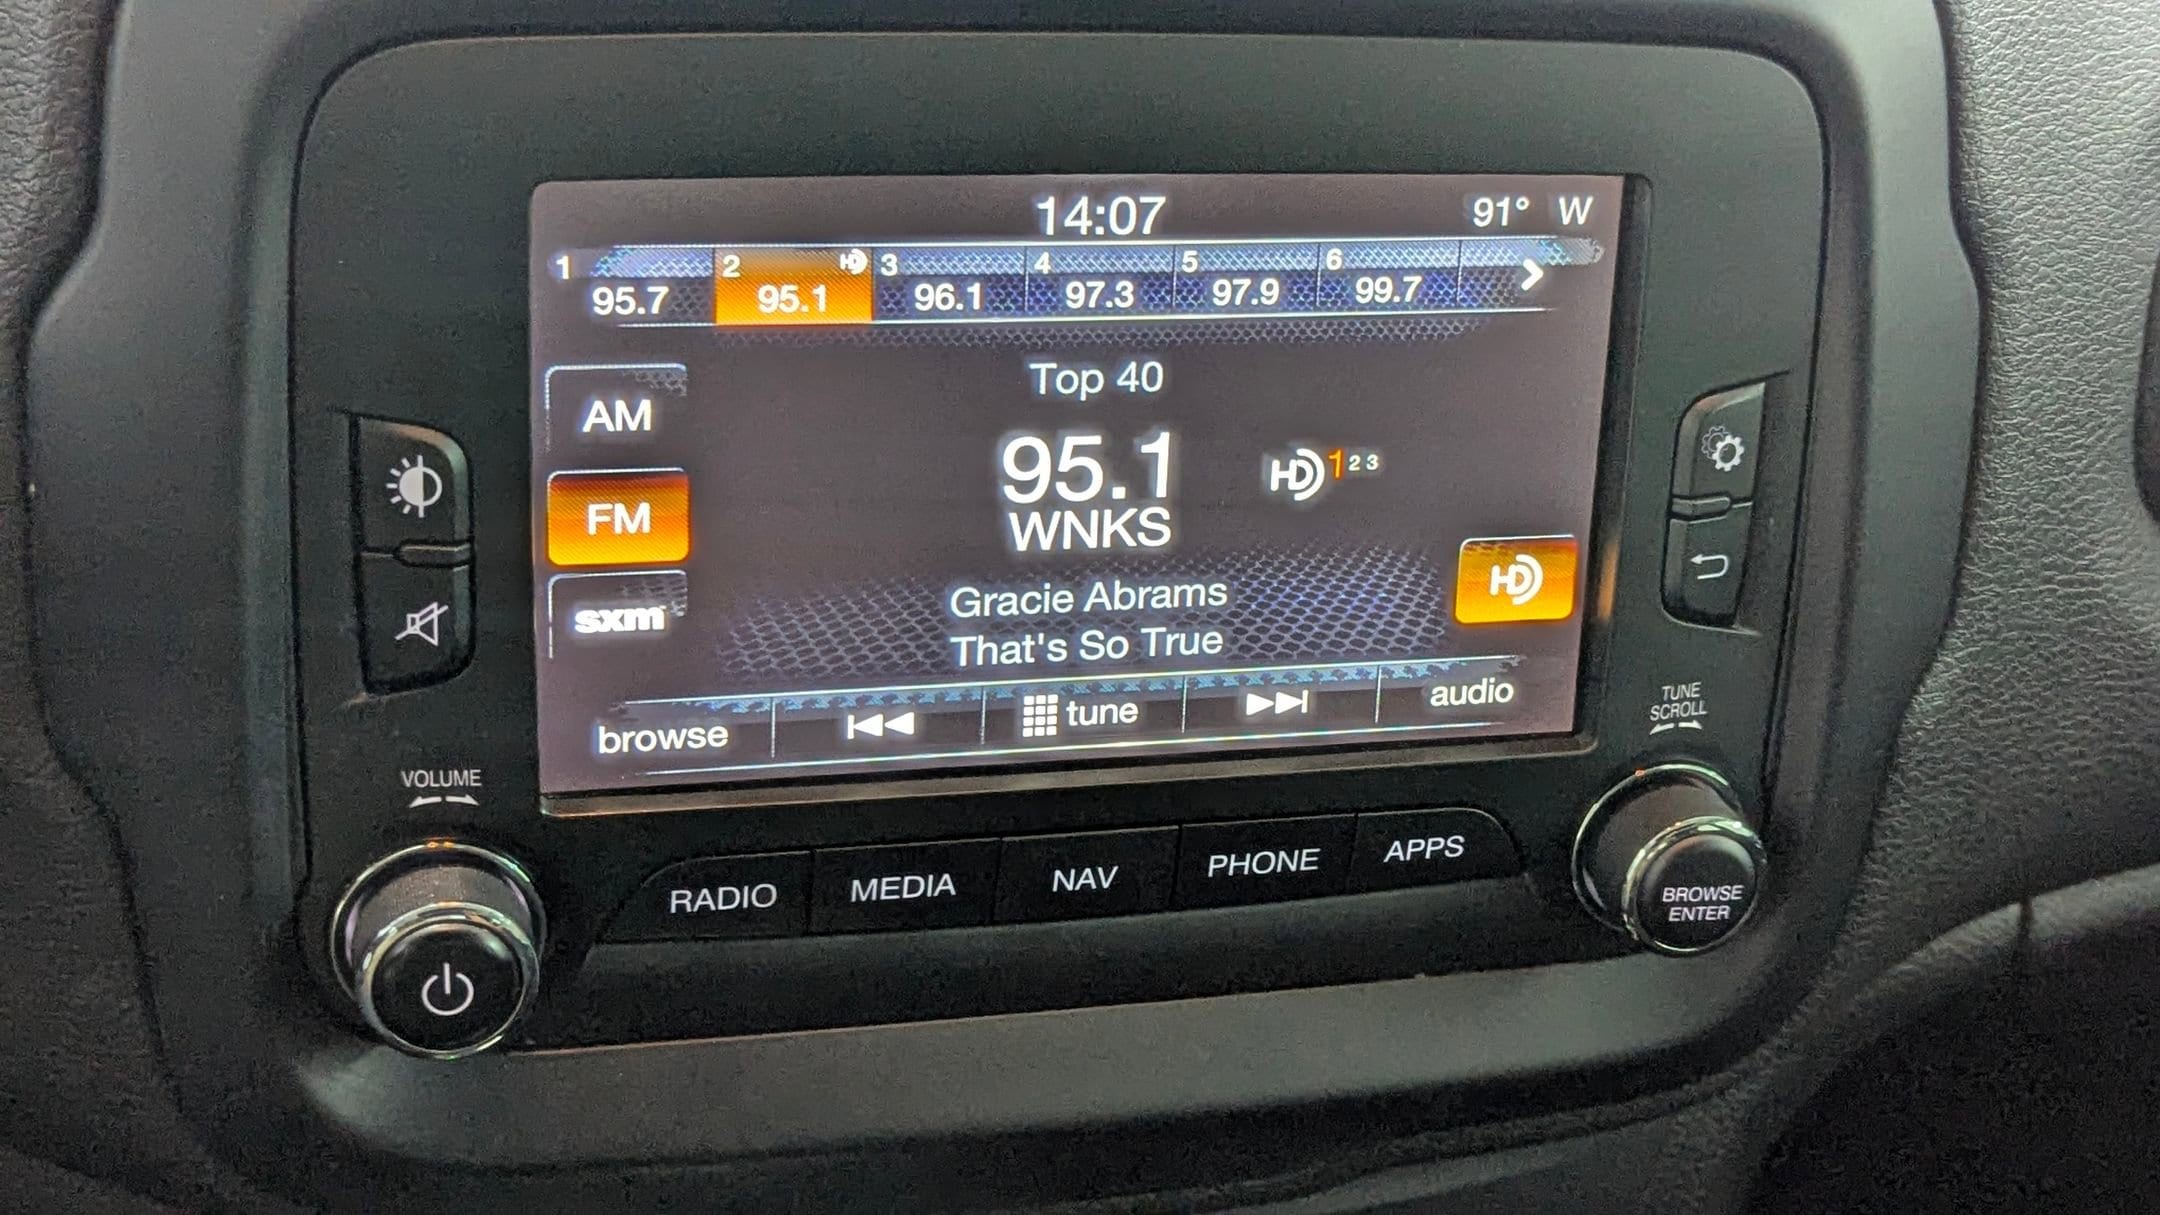 14:07 91° W
1 2 HD 3 4 5 6
95.7 95.1 96.1 97.3 97.9 99.7
Top 40
AM
95.1 HD 1 2 3
FM WNKS
HD
Gracie Abrams
sxm That's So True
browse tune audio
VOLUME
TUNE
SCROLL
RADIO MEDIA NAV PHONE APPS
BROWSE
ENTER